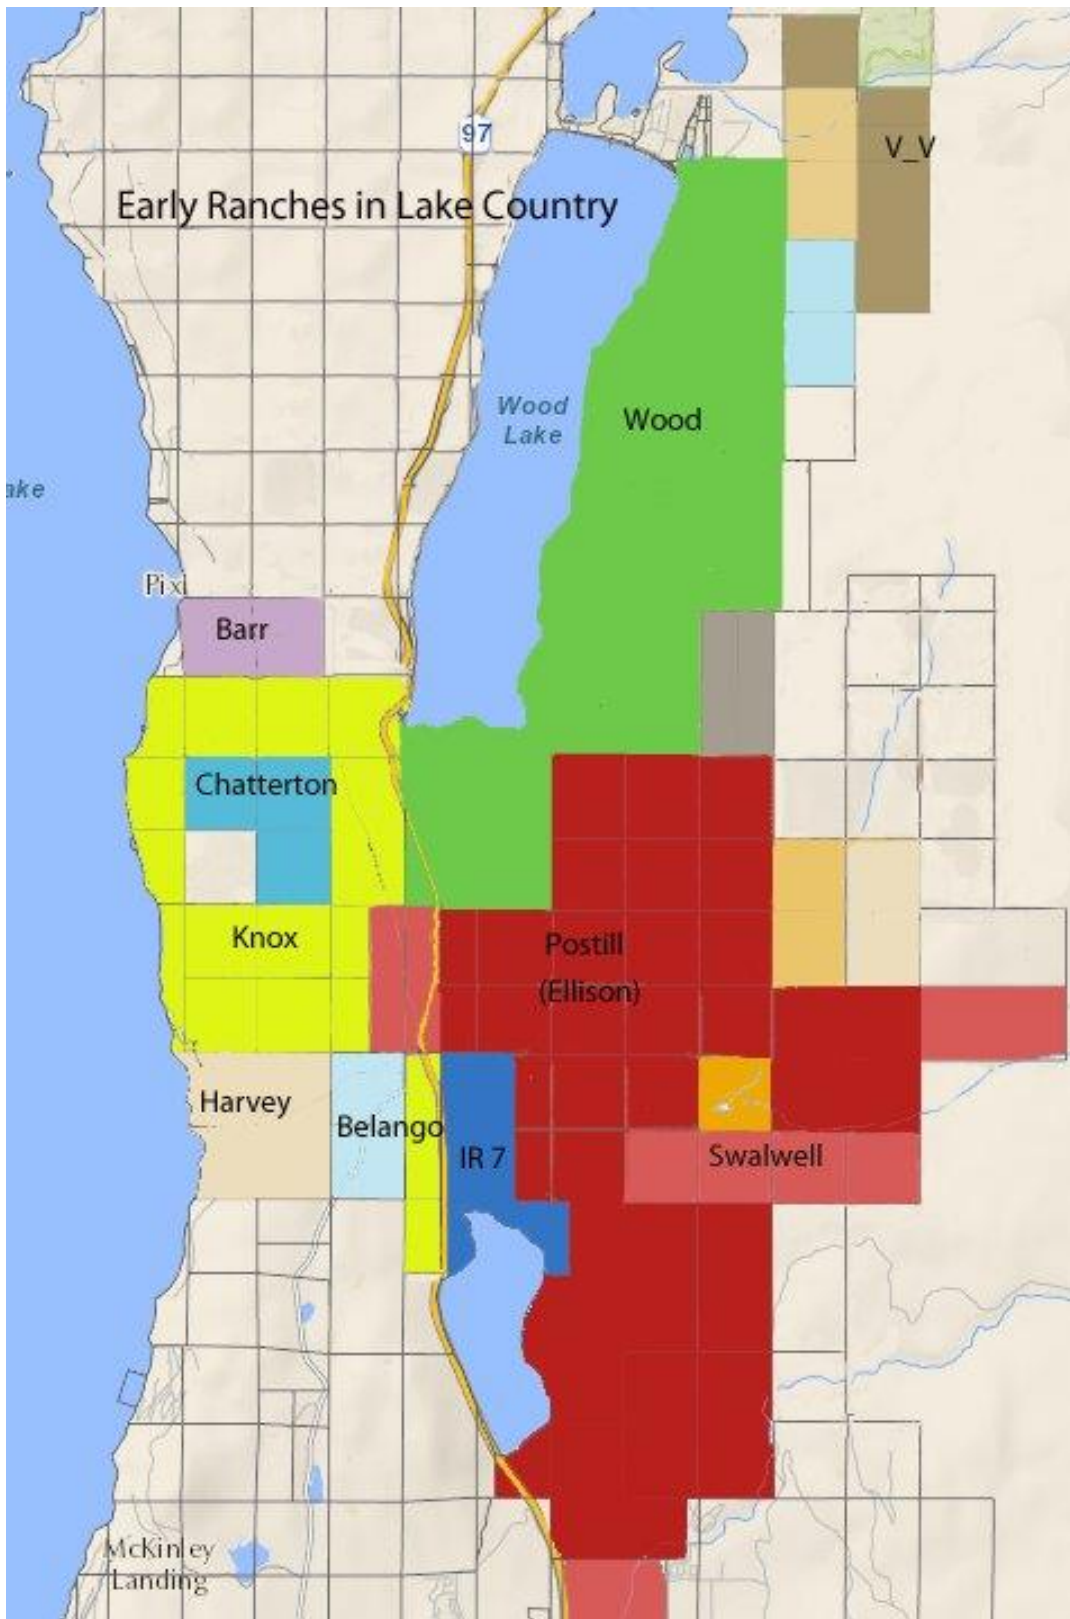 97
V_V
Early Ranches in Lake Country
Wood
Lake
Wood
ake
Pixl
Barr
Chatterton
Knox
Postill
(Ellison)
Harvey
Belango
IR 7
Swalwell
McKinley
Landing